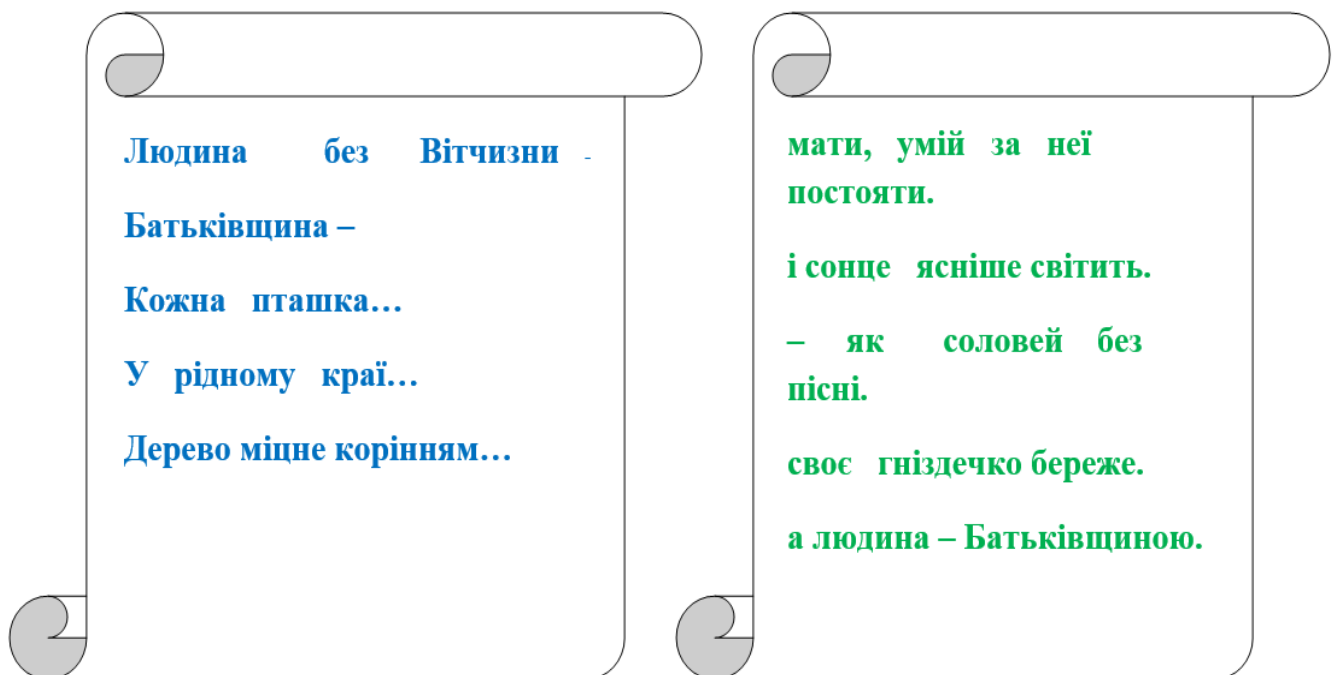 Людина без Вітчизни -
Батьківщина –
Кожна пташка...
У рідному краї...
Дерево міцне корінням...
мати, умій за неї
постояти.
і сонце ясніше світить.
– як соловей без
пісні.
своє гніздечко береже.
а людина – Батьківщиною.